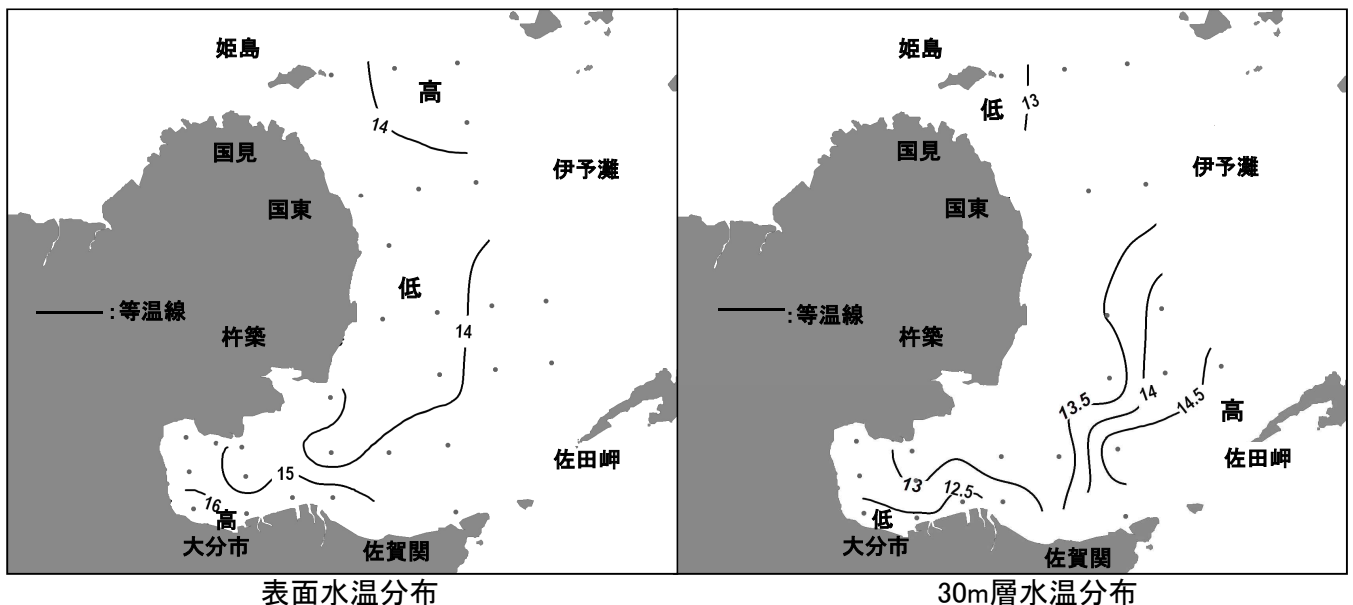 姫島
高
14
国見
伊予灘
国東
低
:等温線
14
杵築
佐田岬
15
16
高
大分市
佐賀関
表面水温分布
姫島
13
低
国見
伊予灘
国東
:等温線
杵築
13.5
14
14.5
高
佐田岬
13
12.5
低
大分市
佐賀関
30m層水温分布